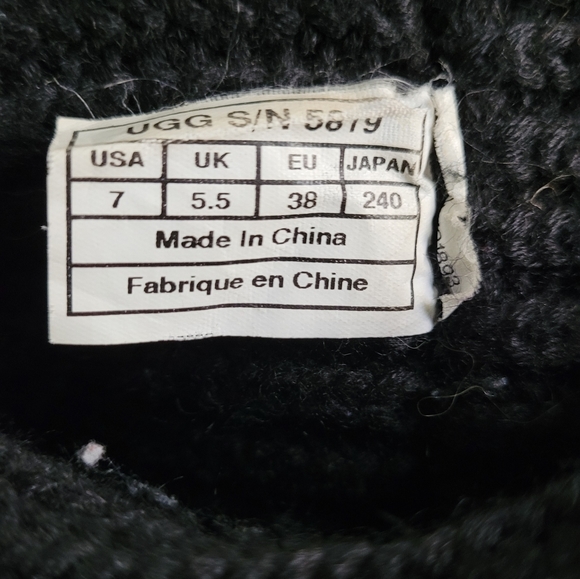 UGG S/N 5879
USA UK EU JAPAN
7 5.5 38 240
Made In China
Fabrique en Chine